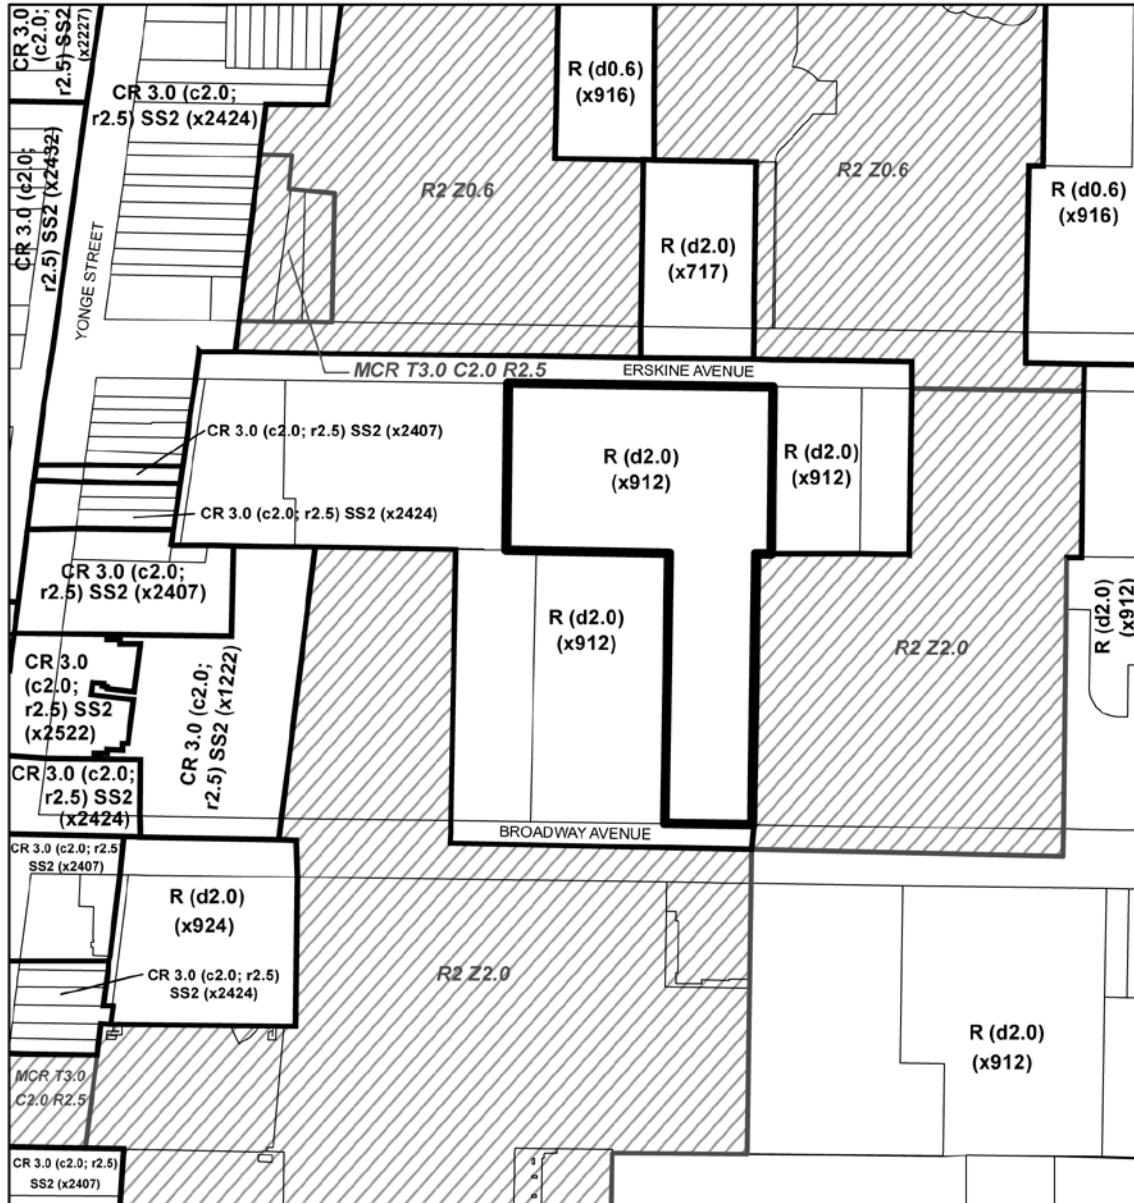 CR 3.0
(c2.0;
r2.5) SS2
(x2227)
CR 3.0 (c2.0;
r2.5) SS2 (x2424)
R (d0.6)
(x916)
CR 3.0 (c2.0;
r2.5) SS2 (x2432)
R2 Z0.6
R2 Z0.6
R (d0.6)
(x916)
YONGE STREET
R (d2.0)
(x717)
MCR T3.0 C2.0 R2.5
ERSKINE AVENUE
CR 3.0 (c2.0; r2.5) SS2 (x2407)
R (d2.0)
(x912)
R (d2.0)
(x912)
CR 3.0 (c2.0; r2.5) SS2 (x2424)
CR 3.0 (c2.0;
r2.5) SS2 (x2407)
R (d2.0)
(x912)
R (d2.0)
(x912)
R2 Z2.0
CR 3.0
(c2.0;
r2.5) SS2
(x2522)
CR 3.0 (c2.0;
r2.5) SS2 (x1222)
CR 3.0 (c2.0;
r2.5) SS2
(x2424)
BROADWAY AVENUE
CR 3.0 (c2.0; r2.5)
SS2 (x2407)
R (d2.0)
(x924)
CR 3.0 (c2.0; r2.5)
SS2 (x2424)
R2 Z2.0
R (d2.0)
(x912)
MCR T3.0
C2.0 R2.5
CR 3.0 (c2.0; r2.5)
SS2 (x2407)